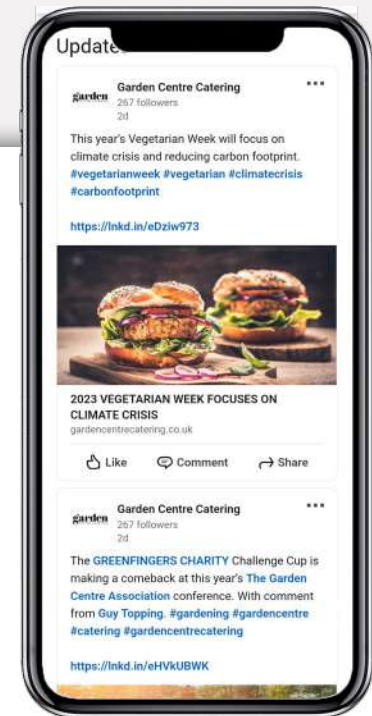 Update
garden
Garden Centre Catering
267 followers
2d
This year's Vegetarian Week will focus on
climate crisis and reducing carbon footprint.
#vegetarianweek #vegetarian #climatecrisis
#carbonfootprint
https://lnkd.in/eDziw973
2023 VEGETARIAN WEEK FOCUSES ON
CLIMATE CRISIS
gardencentrecatering.co.uk
Like Comment Share
garden
Garden Centre Catering
267 followers
2d
The GREENFINGERS CHARITY Challenge Cup is
making a comeback at this year's The Garden
Centre Association conference. With comment
from Guy Topping. #gardening #gardencentre
#catering #gardencentrecatering
https://lnkd.in/eHVkUBWK